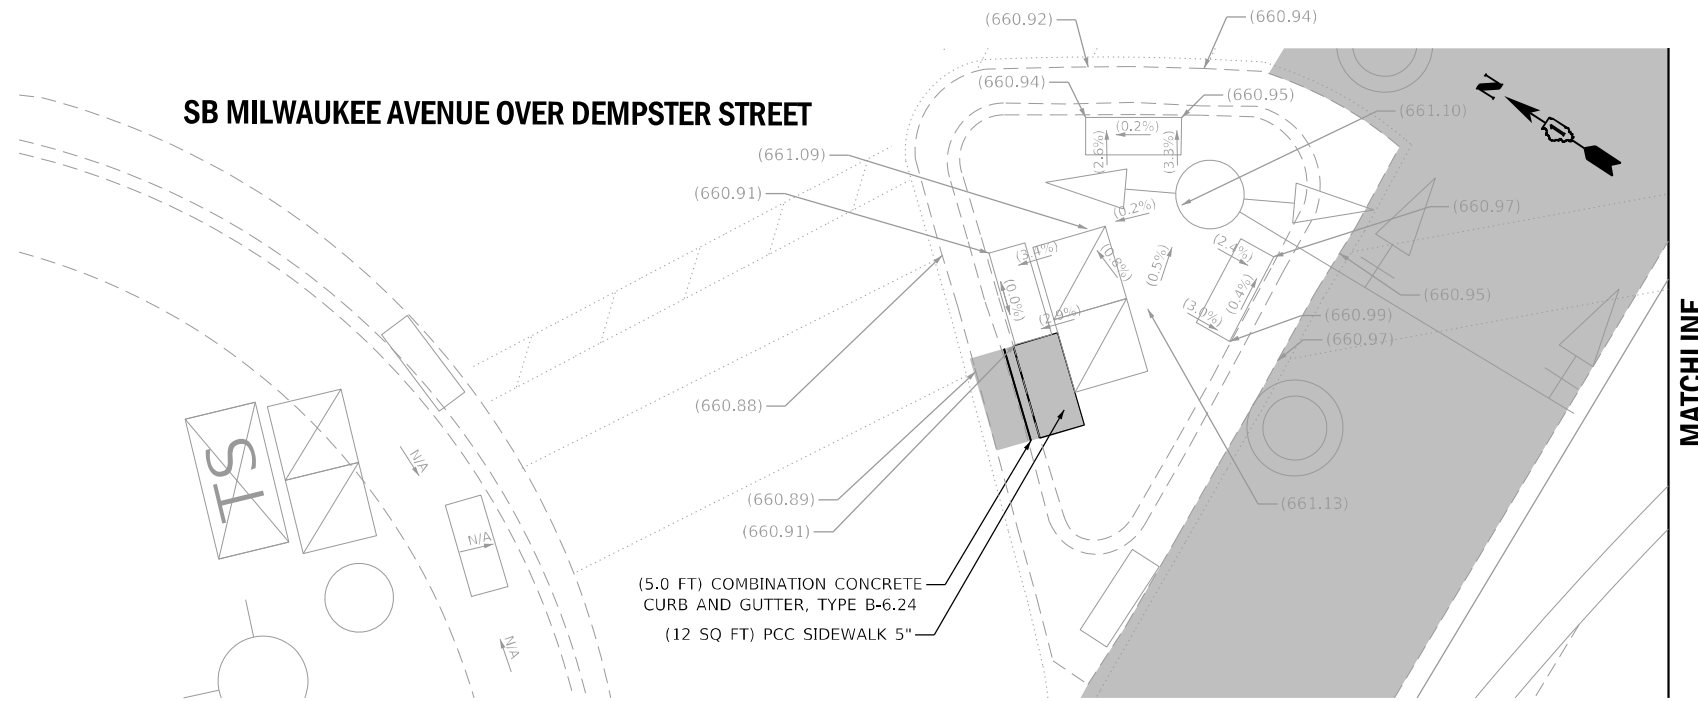 (660.92)
(660.94)
(660.94)
(660.95)
SB MILWAUKEE AVENUE OVER DEMPSTER STREET
(661.10)
N
(0.2%)
(2.6%)
(3.3%)
(661.09)
(660.91)
(0.2%)
(660.97)
(3.4%)
(0.8%)
(0.5%)
(2.4%)
(0.0%)
(0.4%)
(660.95)
(2.9%)
(3.0%)
(660.99)
(660.97)
MATCHLINE
(660.88)
ST
N/A
(660.89)
(661.13)
(660.91)
N/A
(5.0 FT) COMBINATION CONCRETE
CURB AND GUTTER, TYPE B-6.24
(12 SQ FT) PCC SIDEWALK 5"
N/A